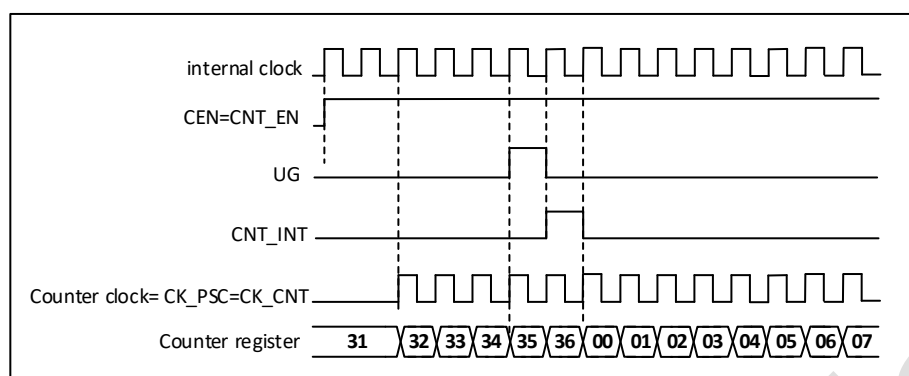 internal clock
CEN=CNT_EN
UG
CNT_INT
Counter clock= CK_PSC=CK_CNT
Counter register 31 32 33 34 35 36 00 01 02 03 04 05 06 07